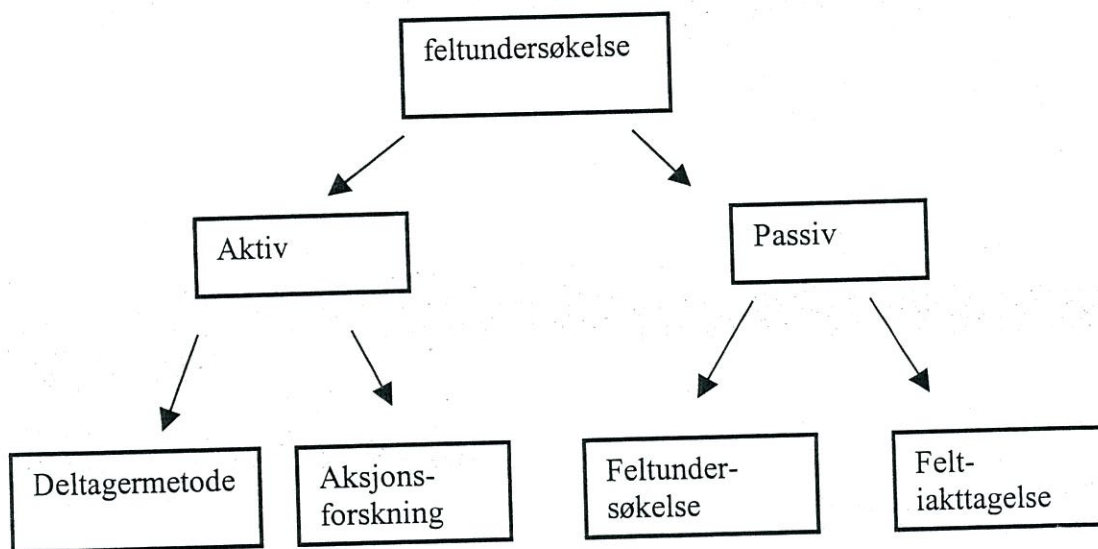 feltundersøkelse
Aktiv
Passiv
Deltagermetode
Aksjons-
forskning
Feltunder-
søkelse
Felt-
iakttagelse